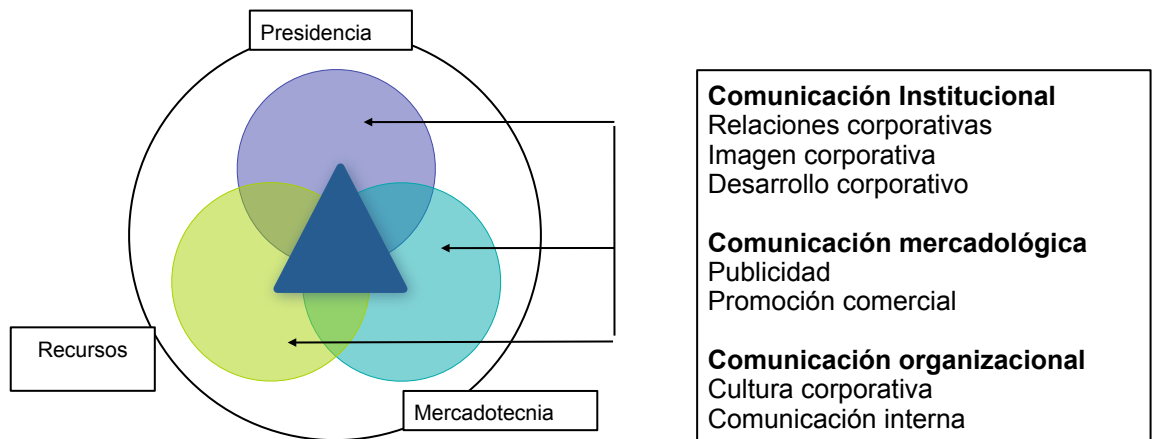 Presidencia
Recursos
Mercadotecnia
Comunicación Institucional
Relaciones corporativas
Imagen corporativa
Desarrollo corporativo
Comunicación mercadológica
Publicidad
Promoción comercial
Comunicación organizacional
Cultura corporativa
Comunicación interna